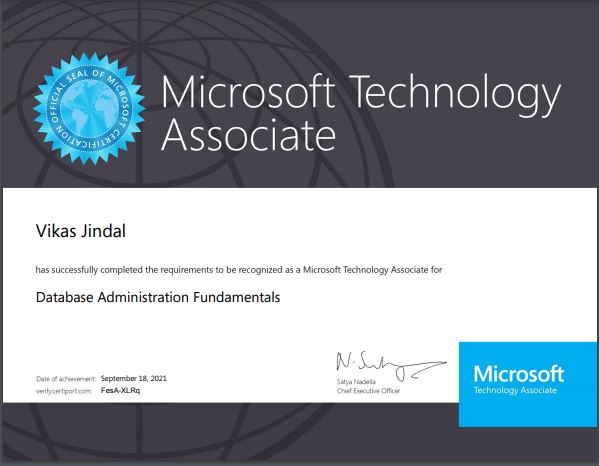 OFFICIAL SEAL OF MICROSOFT
CERTIFICATION
Microsoft Technology
Associate
Vikas Jindal
has successfully completed the requirements to be recognized as a Microsoft Technology Associate for
Database Administration Fundamentals
Date of achievement: September 18, 2021
verify.certiport.com FesA-XLRq
Satya Nadella
Chief Executive Officer
Microsoft
Technology Associate